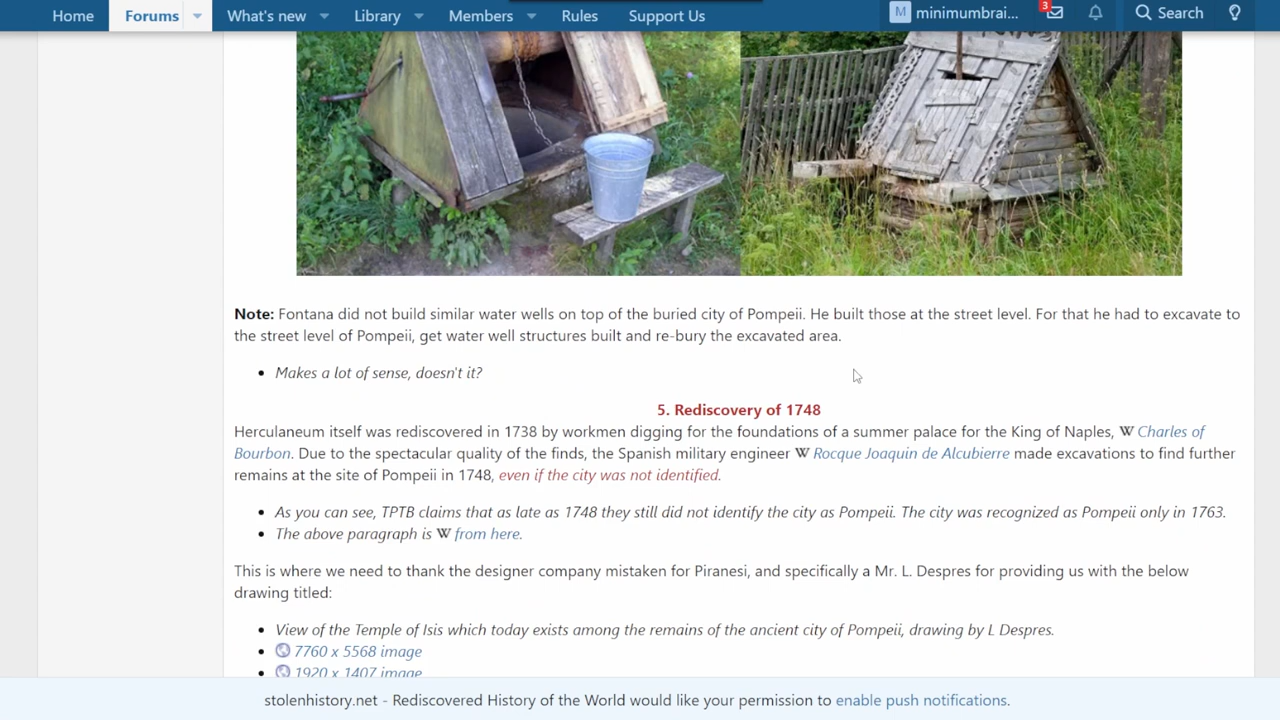 Home Forums What's new Library Members Rules Support Us M minimumbrai... 3 Search
Note: Fontana did not build similar water wells on top of the buried city of Pompeii. He built those at the street level. For that he had to excavate to
the street level of Pompeii, get water well structures built and re-bury the excavated area.
Makes a lot of sense, doesn't it?
5. Rediscovery of 1748
Herculaneum itself was rediscovered in 1738 by workmen digging for the foundations of a summer palace for the King of Naples, W Charles of
Bourbon. Due to the spectacular quality of the finds, the Spanish military engineer W Rocque Joaquin de Alcubierre made excavations to find further
remains at the site of Pompeii in 1748, even if the city was not identified.
As you can see, TPTB claims that as late as 1748 they still did not identify the city as Pompeii. The city was recognized as Pompeii only in 1763.
The above paragraph is W from here.
This is where we need to thank the designer company mistaken for Piranesi, and specifically a Mr. L. Despres for providing us with the below
drawing titled:
View of the Temple of Isis which today exists among the remains of the ancient city of Pompeii, drawing by L Despres.
7760 x 5568 image
1920 x 1407 image
stolenhistory.net - Rediscovered History of the World would like your permission to enable push notifications.